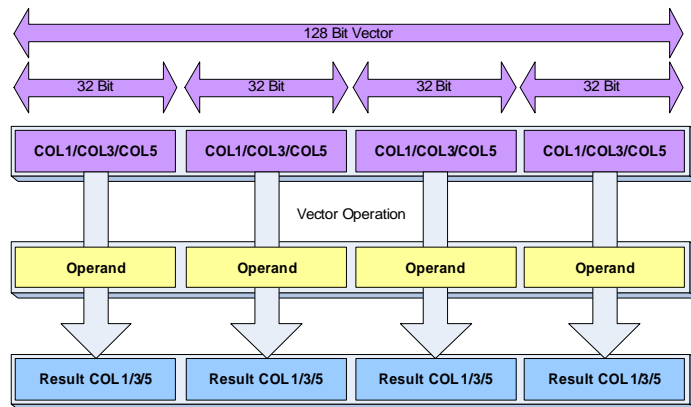 128 Bit Vector
32 Bit 32 Bit 32 Bit 32 Bit
COL1/COL3/COL5 COL1/COL3/COL5 COL1/COL3/COL5 COL1/COL3/COL5
Vector Operation
Operand Operand Operand Operand
Result COL1/3/5 Result COL1/3/5 Result COL1/3/5 Result COL1/3/5